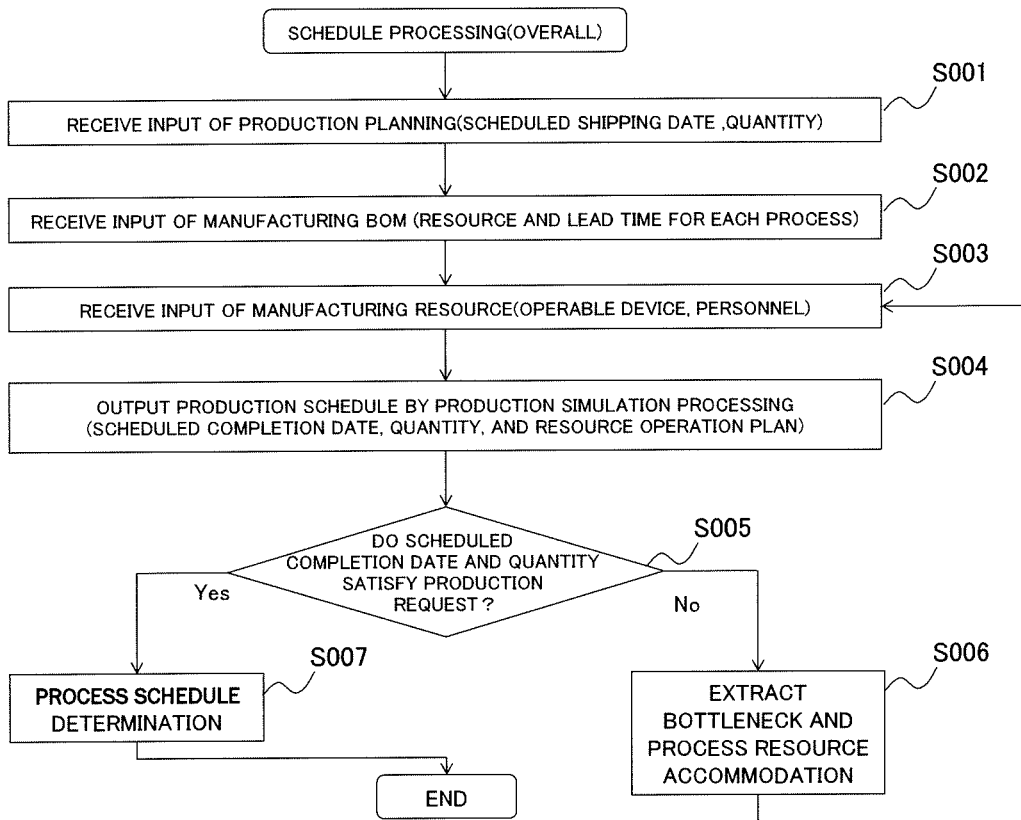 SCHEDULE PROCESSING(OVERALL)
S001
RECEIVE INPUT OF PRODUCTION PLANNING(SCHEDULED SHIPPING DATE ,QUANTITY)
S002
RECEIVE INPUT OF MANUFACTURING BOM (RESOURCE AND LEAD TIME FOR EACH PROCESS)
S003
RECEIVE INPUT OF MANUFACTURING RESOURCE(OPERABLE DEVICE, PERSONNEL)
S004
OUTPUT PRODUCTION SCHEDULE BY PRODUCTION SIMULATION PROCESSING
(SCHEDULED COMPLETION DATE, QUANTITY, AND RESOURCE OPERATION PLAN)
S005
DO SCHEDULED
COMPLETION DATE AND QUANTITY
SATISFY PRODUCTION
REQUEST?
Yes
No
S007
PROCESS SCHEDULE
DETERMINATION
S006
EXTRACT
BOTTLENECK AND
PROCESS RESOURCE
ACCOMMODATION
END